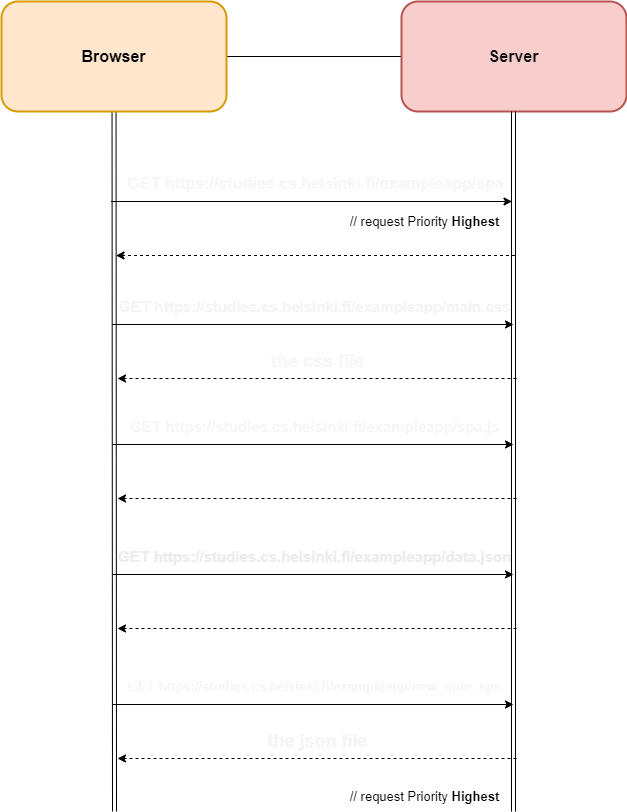 Browser
Server
GET https://studies.cs.helsinki.fi/exampleapp/spa
// request Priority Highest
GET https://studies.cs.helsinki.fi/exampleapp/main.css
the css file
GET https://studies.cs.helsinki.fi/exampleapp/spa.js
GET https://studies.cs.helsinki.fi/exampleapp/data.json
GET https://studies.cs.helsinki.fi/exampleapp/new_note_spa
the json file
// request Priority Highest